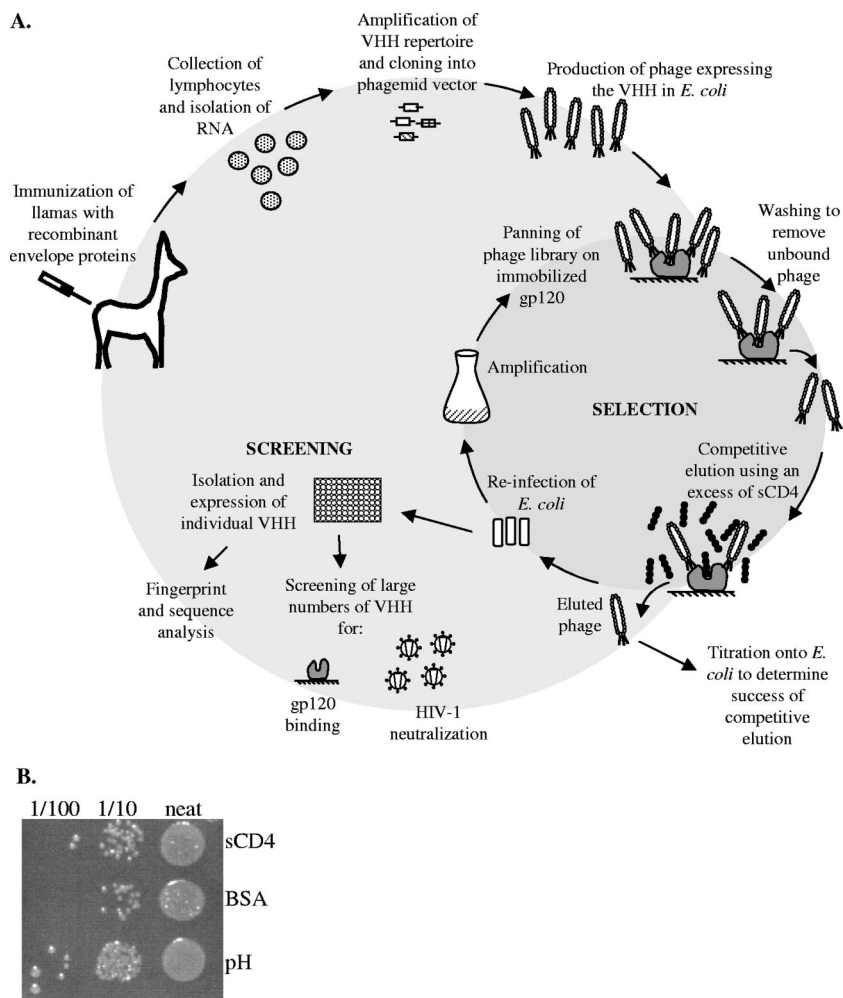 A.
Immunization of
llamas with
recombinant
envelope proteins
Collection of
lymphocytes
and isolation of
RNA
Amplification of
VHH repertoire
and cloning into
phagemid vector
Production of phage expressing
the VHH in E. coli
Panning of
phage library on
immobilized
gp120
Washing to
remove
unbound
phage
Amplification
SELECTION
Competitive
elution using an
excess of sCD4
Re-infection of
E. coli
Eluted
phage
Titration onto E.
coli to determine
success of
competitive
elution
SCREENING
Isolation and
expression of
individual VHH
Fingerprint
and sequence
analysis
Screening of large
numbers of VHH
for:
gp120
binding
HIV-1
neutralization
B.
1/100 1/10 neat
sCD4
BSA
pH